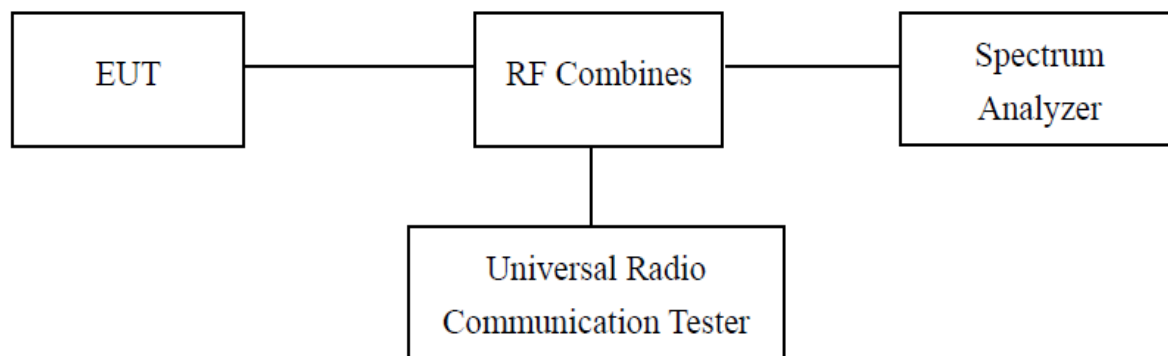 EUT
RF Combines
Spectrum
Analyzer
Universal Radio
Communication Tester